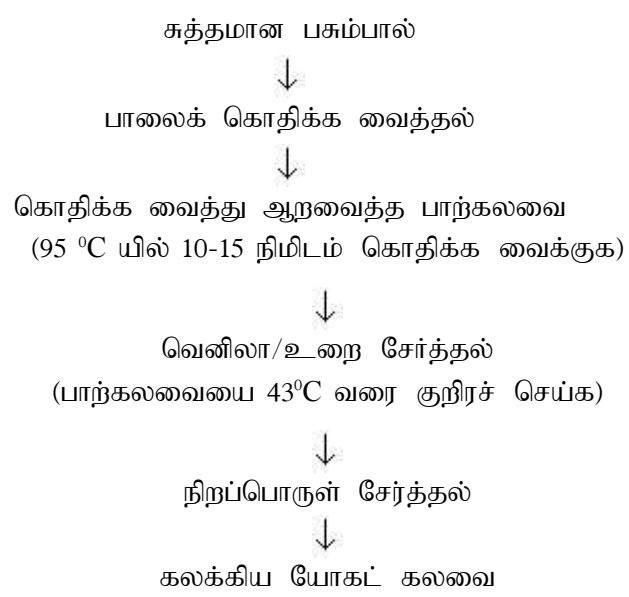 சுத்தமான பசும்பால்
↓
பாலைக் கொதிக்க வைத்தல்
↓
கொதிக்க வைத்து ஆறவைத்த பாற்கலவை
(95 ⁰C யில் 10-15 நிமிடம் கொதிக்க வைக்குக)
↓
வெனிலா/உறை சேர்த்தல்
(பாற்கலவையை 43⁰C வரை குறிரச் செய்க)
↓
நிறப்பொருள் சேர்த்தல்
↓
கலக்கிய யோகட் கலவை